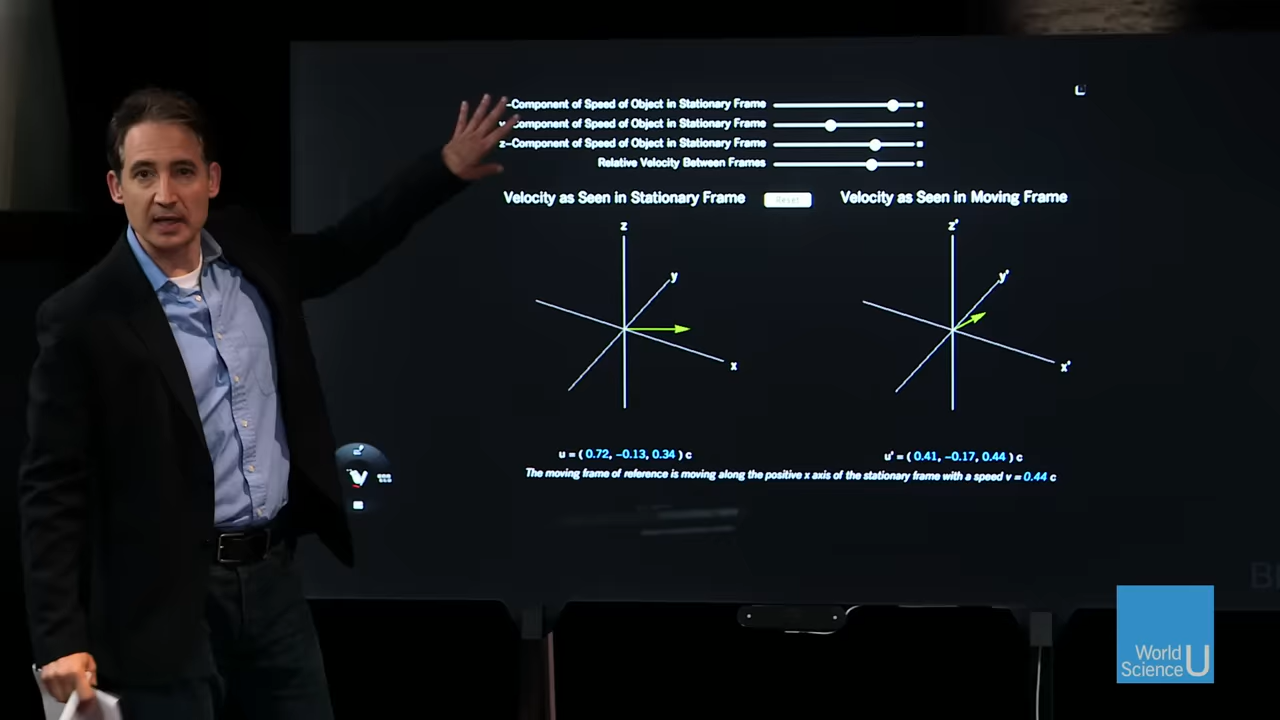 -Component of Speed of Object in Stationary Frame
-Component of Speed of Object in Stationary Frame
z-Component of Speed of Object in Stationary Frame
Relative Velocity Between Frames
Velocity as Seen in Stationary Frame
Reset
Velocity as Seen in Moving Frame
z
y
x
z'
y'
x'
u = ( 0.72, -0.13, 0.34 ) c
u' = ( 0.41, -0.17, 0.44 ) c
The moving frame of reference is moving along the positive x axis of the stationary frame with a speed v = 0.44 c
World
Science U